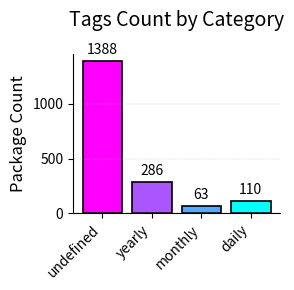 Tags Count by Category
Package Count
1000
500
0
1388
286
63
110
undefined
yearly
monthly
daily